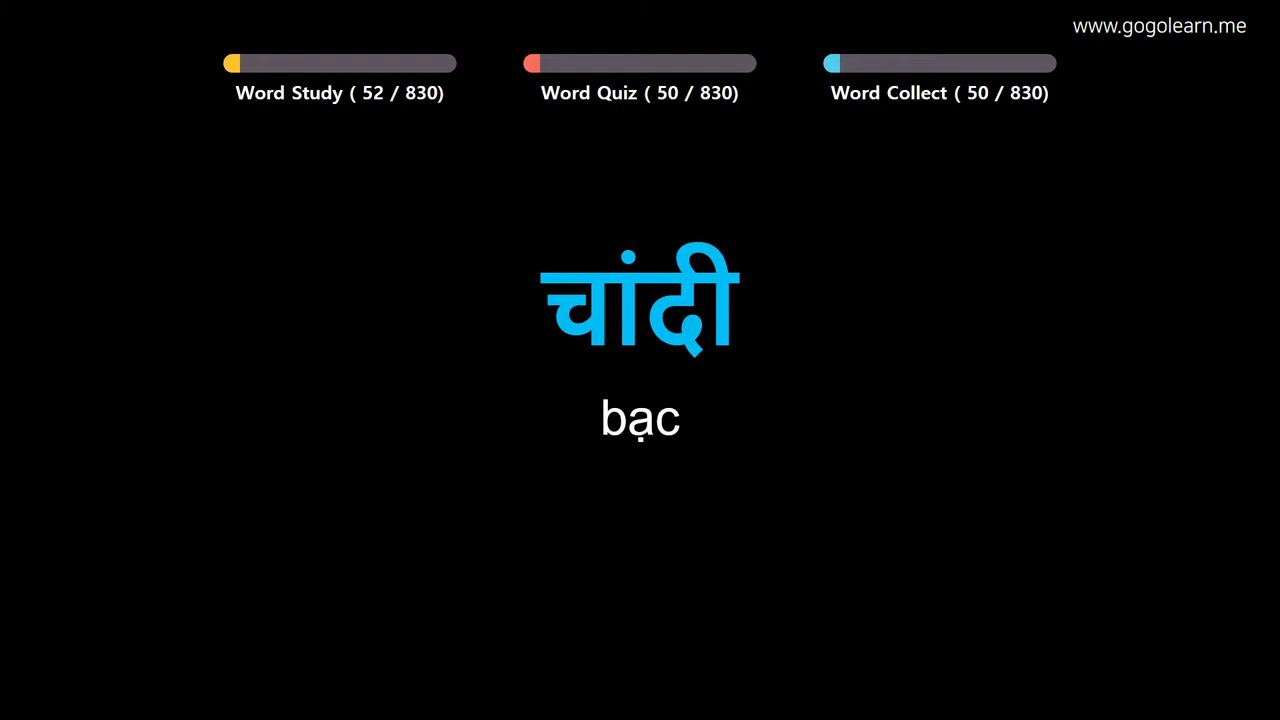 www.gogolearn.me
Word Study ( 52 / 830)
Word Quiz ( 50 / 830)
Word Collect ( 50 / 830)
चांदी
bạc